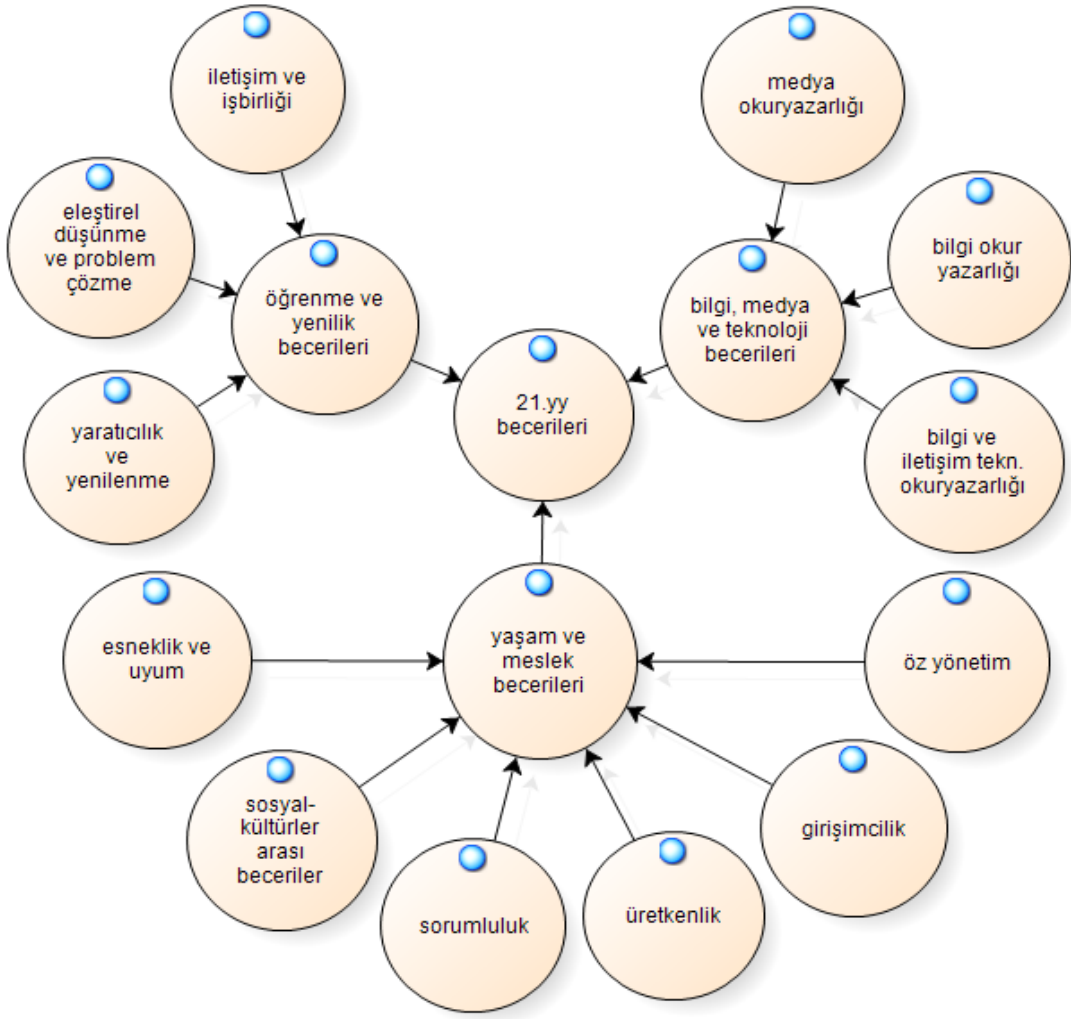 iletişim ve
işbirliği
medya
okuryazarlığı
eleştirel
düşünme
ve problem
çözme
bilgi okur
yazarlığı
öğrenme ve
yenilik
becerileri
bilgi, medya
ve teknoloji
becerileri
21.yy
becerileri
yaratıcılık
ve
yenilenme
bilgi ve
iletişim tekn.
okuryazarlığı
esneklik ve
uyum
yaşam ve
meslek
becerileri
öz yönetim
sosyal-
kültürler
arası
beceriler
girişimcilik
sorumluluk
üretkenlik